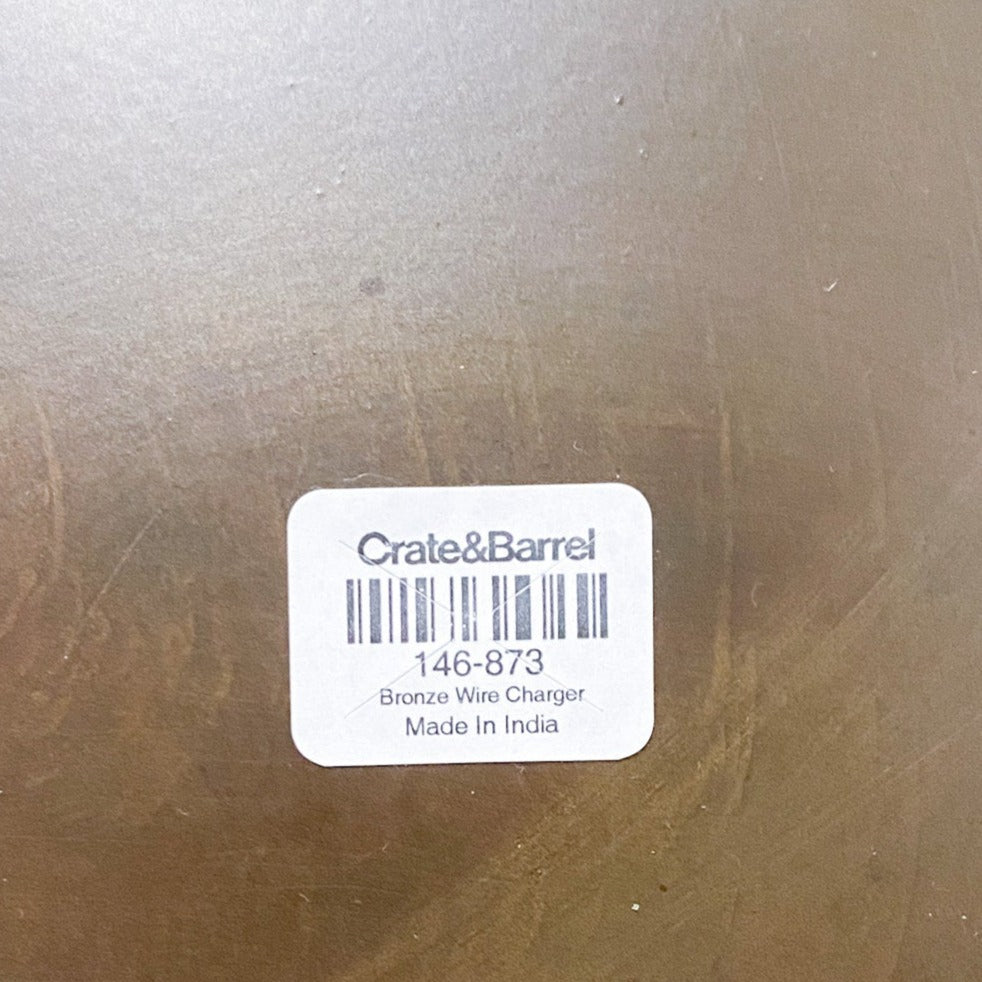 Crate&Barrel
146-873
Bronze Wire Charger
Made In India